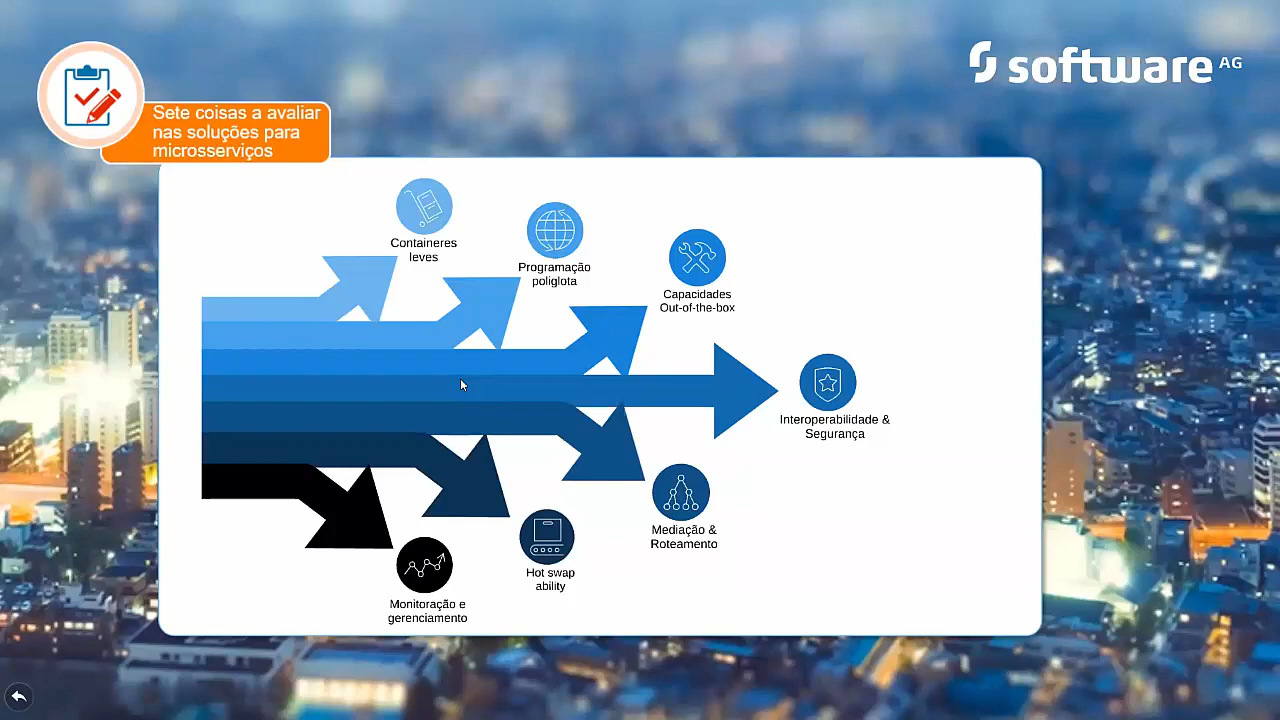 software AG
Sete coisas a avaliar
nas soluções para
microsserviços
Containeres
leves
Programação
poliglota
Capacidades
Out-of-the-box
Interoperabilidade &
Segurança
Mediação &
Roteamento
Hot swap
ability
Monitoração e
gerenciamento